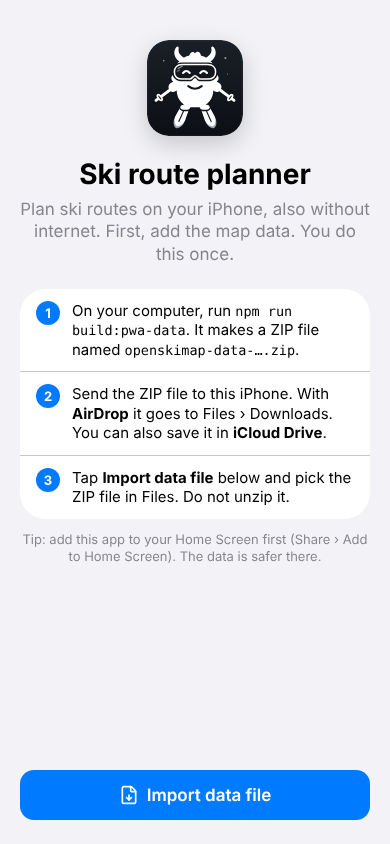 Ski route planner
Plan ski routes on your iPhone, also without
internet. First, add the map data. You do
this once.
1 On your computer, run npm run
build:pwa-data. It makes a ZIP file
named openskimap-data-….zip.
2 Send the ZIP file to this iPhone. With
AirDrop it goes to Files › Downloads.
You can also save it in iCloud Drive.
3 Tap Import data file below and pick the
ZIP file in Files. Do not unzip it.
Tip: add this app to your Home Screen first (Share › Add
to Home Screen). The data is safer there.
Import data file